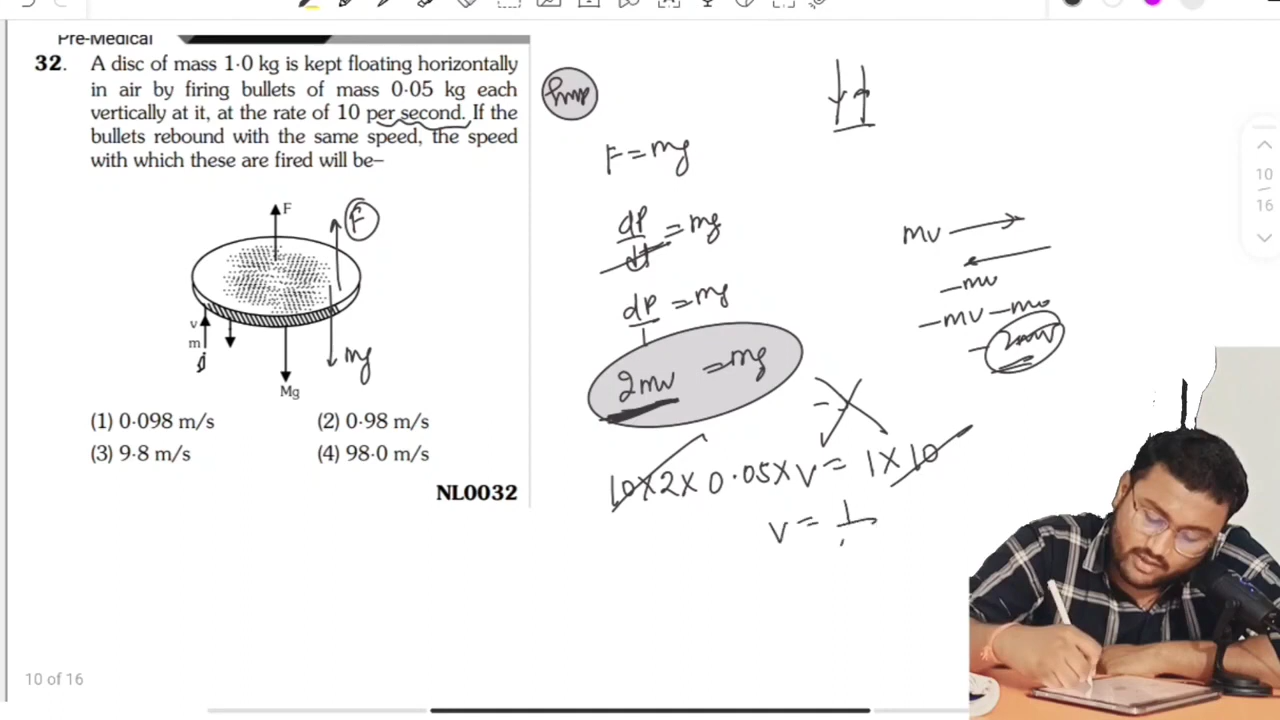 Pre-Medical
32. A disc of mass 1·0 kg is kept floating horizontally
in air by firing bullets of mass 0·05 kg each
vertically at it, at the rate of 10 per second. If the
bullets rebound with the same speed, the speed
with which these are fired will be–
F
F
v
m
mg
Mg
(1) 0·098 m/s (2) 0·98 m/s
(3) 9·8 m/s (4) 98·0 m/s
NL0032
Imp
F = mg
dP/dt = mg
dP/1 = mg
2mv = mg
10×2×0.05×v = 1×10
v = 1
mv
–mv
–mv –mv
–2mv
10
16
10 of 16